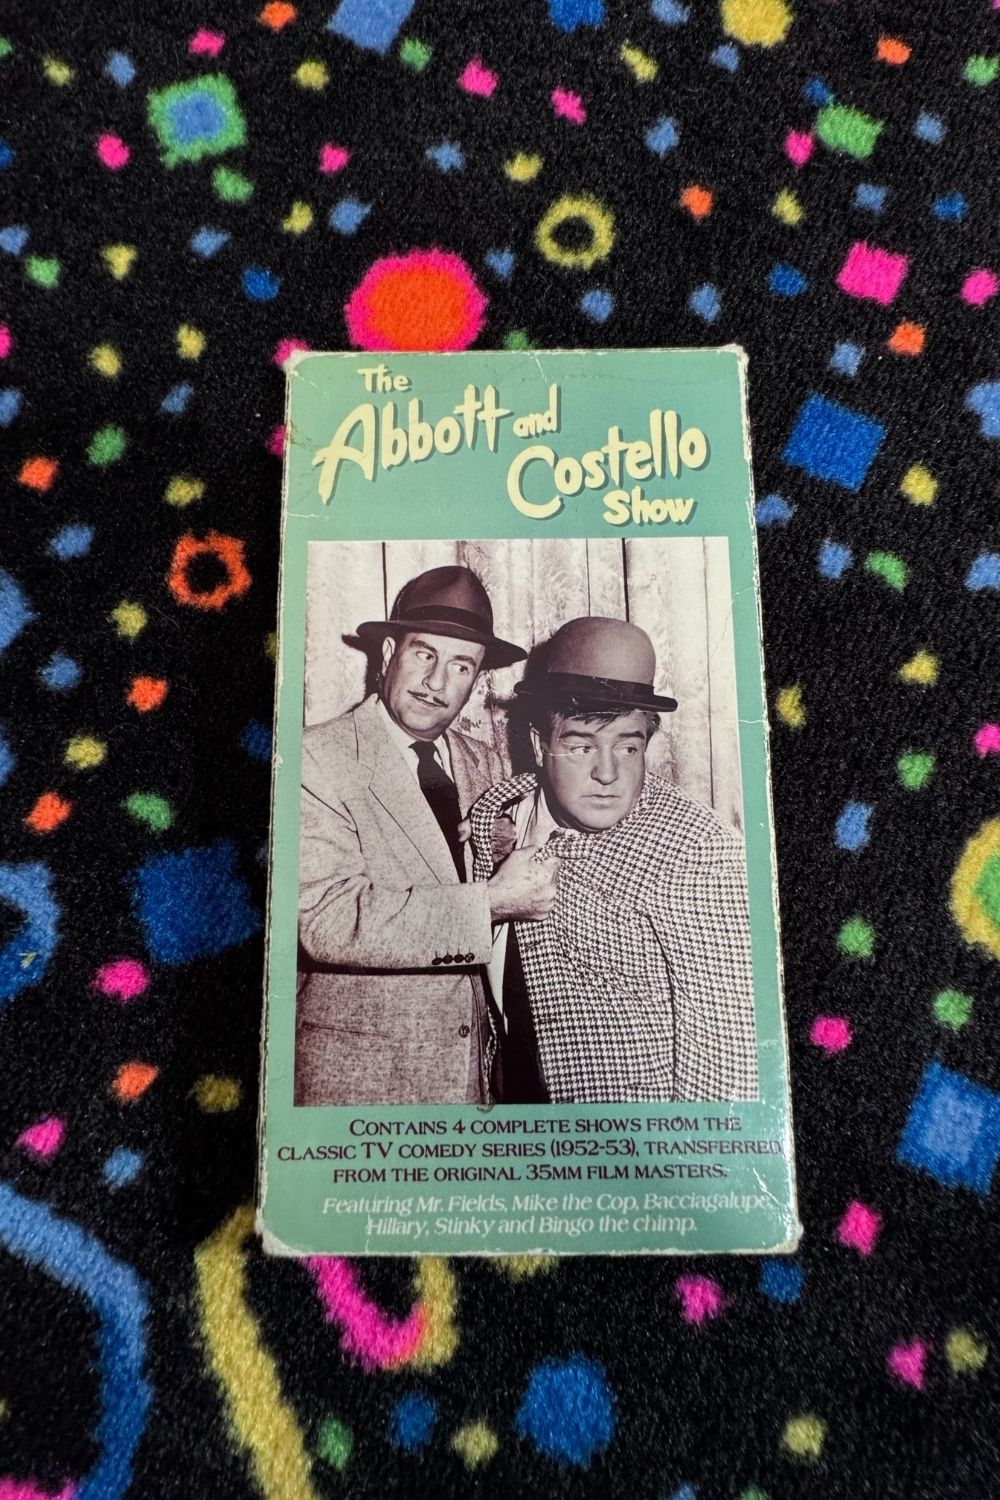 The
Abbott and
Costello
Show
CONTAINS 4 COMPLETE SHOWS FROM THE
CLASSIC TV COMEDY SERIES (1952-53), TRANSFERRED
FROM THE ORIGINAL 35MM FILM MASTERS.
Featuring Mr. Fields, Mike the Cop, Bacciagalupe,
Hillary, Stinky and Bingo the chimp.